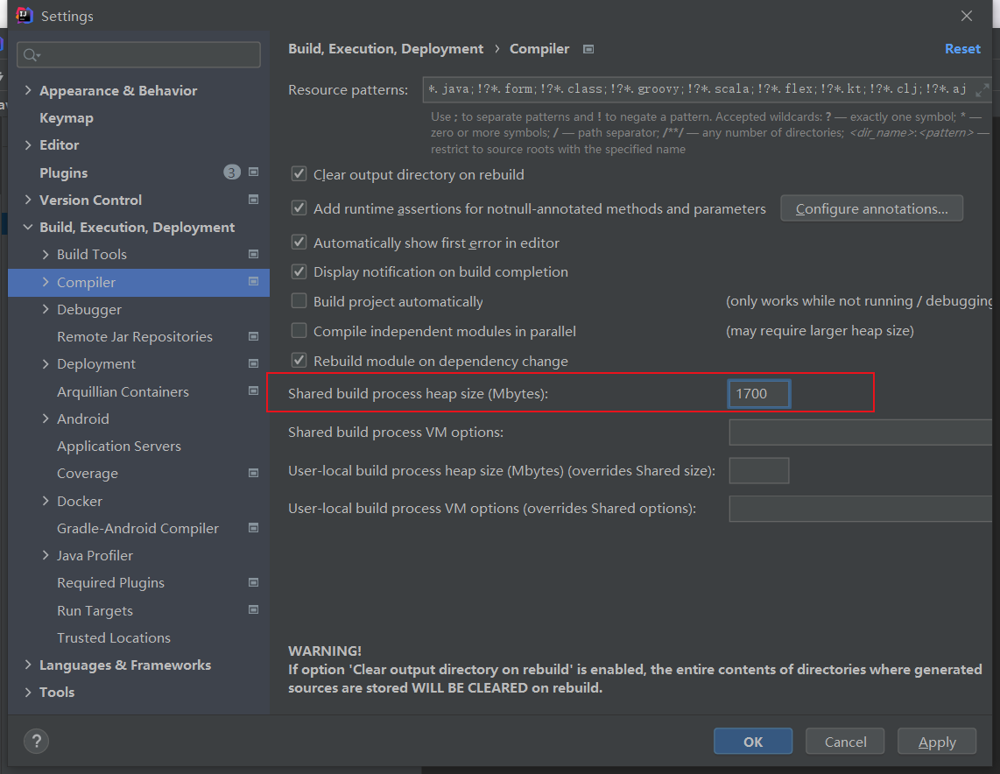 Settings
Build, Execution, Deployment › Compiler
Reset
Appearance & Behavior
Keymap
Editor
Plugins 3
Version Control
Build, Execution, Deployment
Build Tools
Compiler
Debugger
Remote Jar Repositories
Deployment
Arquillian Containers
Android
Application Servers
Coverage
Docker
Gradle-Android Compiler
Java Profiler
Required Plugins
Run Targets
Trusted Locations
Languages & Frameworks
Tools
Resource patterns: *.java;!?*.form;!?*.class;!?*.groovy;!?*.scala;!?*.flex;!?*.kt;!?*.clj;!?*.aj
Use ; to separate patterns and ! to negate a pattern. Accepted wildcards: ? — exactly one symbol; * —
zero or more symbols; / — path separator; /**/ — any number of directories; <dir_name>:<pattern> —
restrict to source roots with the specified name
Clear output directory on rebuild
Add runtime assertions for notnull-annotated methods and parameters Configure annotations...
Automatically show first error in editor
Display notification on build completion
Build project automatically (only works while not running / debugging
Compile independent modules in parallel (may require larger heap size)
Rebuild module on dependency change
Shared build process heap size (Mbytes): 1700
Shared build process VM options:
User-local build process heap size (Mbytes) (overrides Shared size):
User-local build process VM options (overrides Shared options):
WARNING!
If option 'Clear output directory on rebuild' is enabled, the entire contents of directories where generated
sources are stored WILL BE CLEARED on rebuild.
? OK Cancel Apply